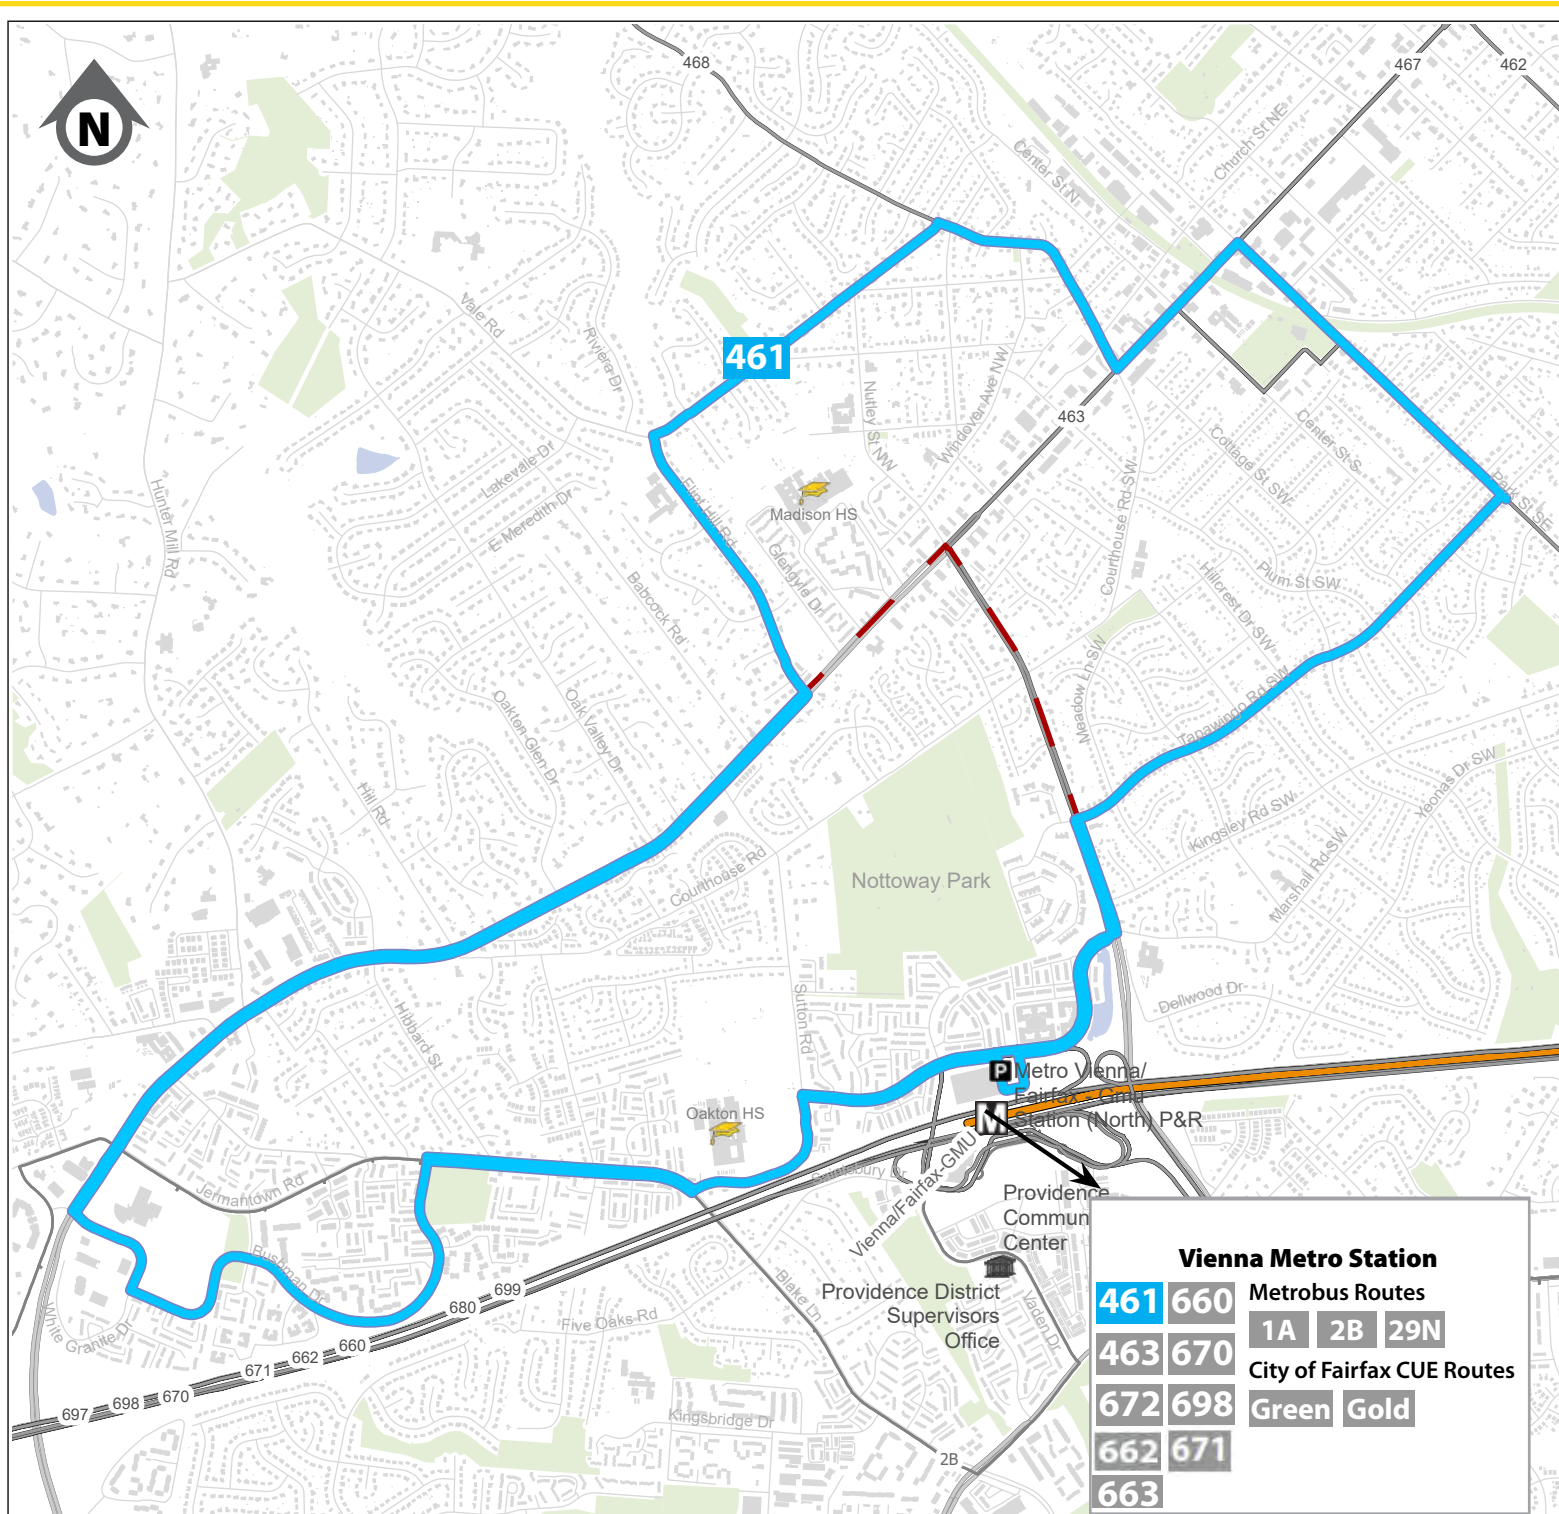 N
468
467
462
Church St NE
Center St N
Vale Rd
Riviera Dr
461
Nutley St NW
Windover Ave NW
463
Center St S
Cottage St SW
Courthouse Rd SW
Park St SE
Lakevale Dr
E Meredith Dr
Flint Hill Rd
Madison HS
Glengyle Dr
Hunter Mill Rd
Babcock Rd
Plum St SW
Hillcrest Dr SW
Meadow Ln SW
Tapawingo Rd SW
Oakton Glen Dr
Oak Valley Dr
Hill Rd
Yeonas Dr SW
Kingsley Rd SW
Marshall Rd SW
Courthouse Rd
Nottoway Park
Sutton Rd
Dellwood Dr
Hibbard St
P
Metro Vienna/
Fairfax - Gmu
Station (North) P&R
M
Oakton HS
Saintsbury Dr
Vienna/Fairfax-GMU
Jermantown Rd
Providence
Commun
Center
Bushman Dr
Blake Ln
Vaden Dr
Providence District
Supervisors
Office
White Granite Dr
Five Oaks Rd
699
680
660
662
671
670
698
697
Kingsbridge Dr
2B
Vienna Metro Station
461 660
Metrobus Routes
1A 2B 29N
463 670
City of Fairfax CUE Routes
672 698
Green Gold
662 671
663